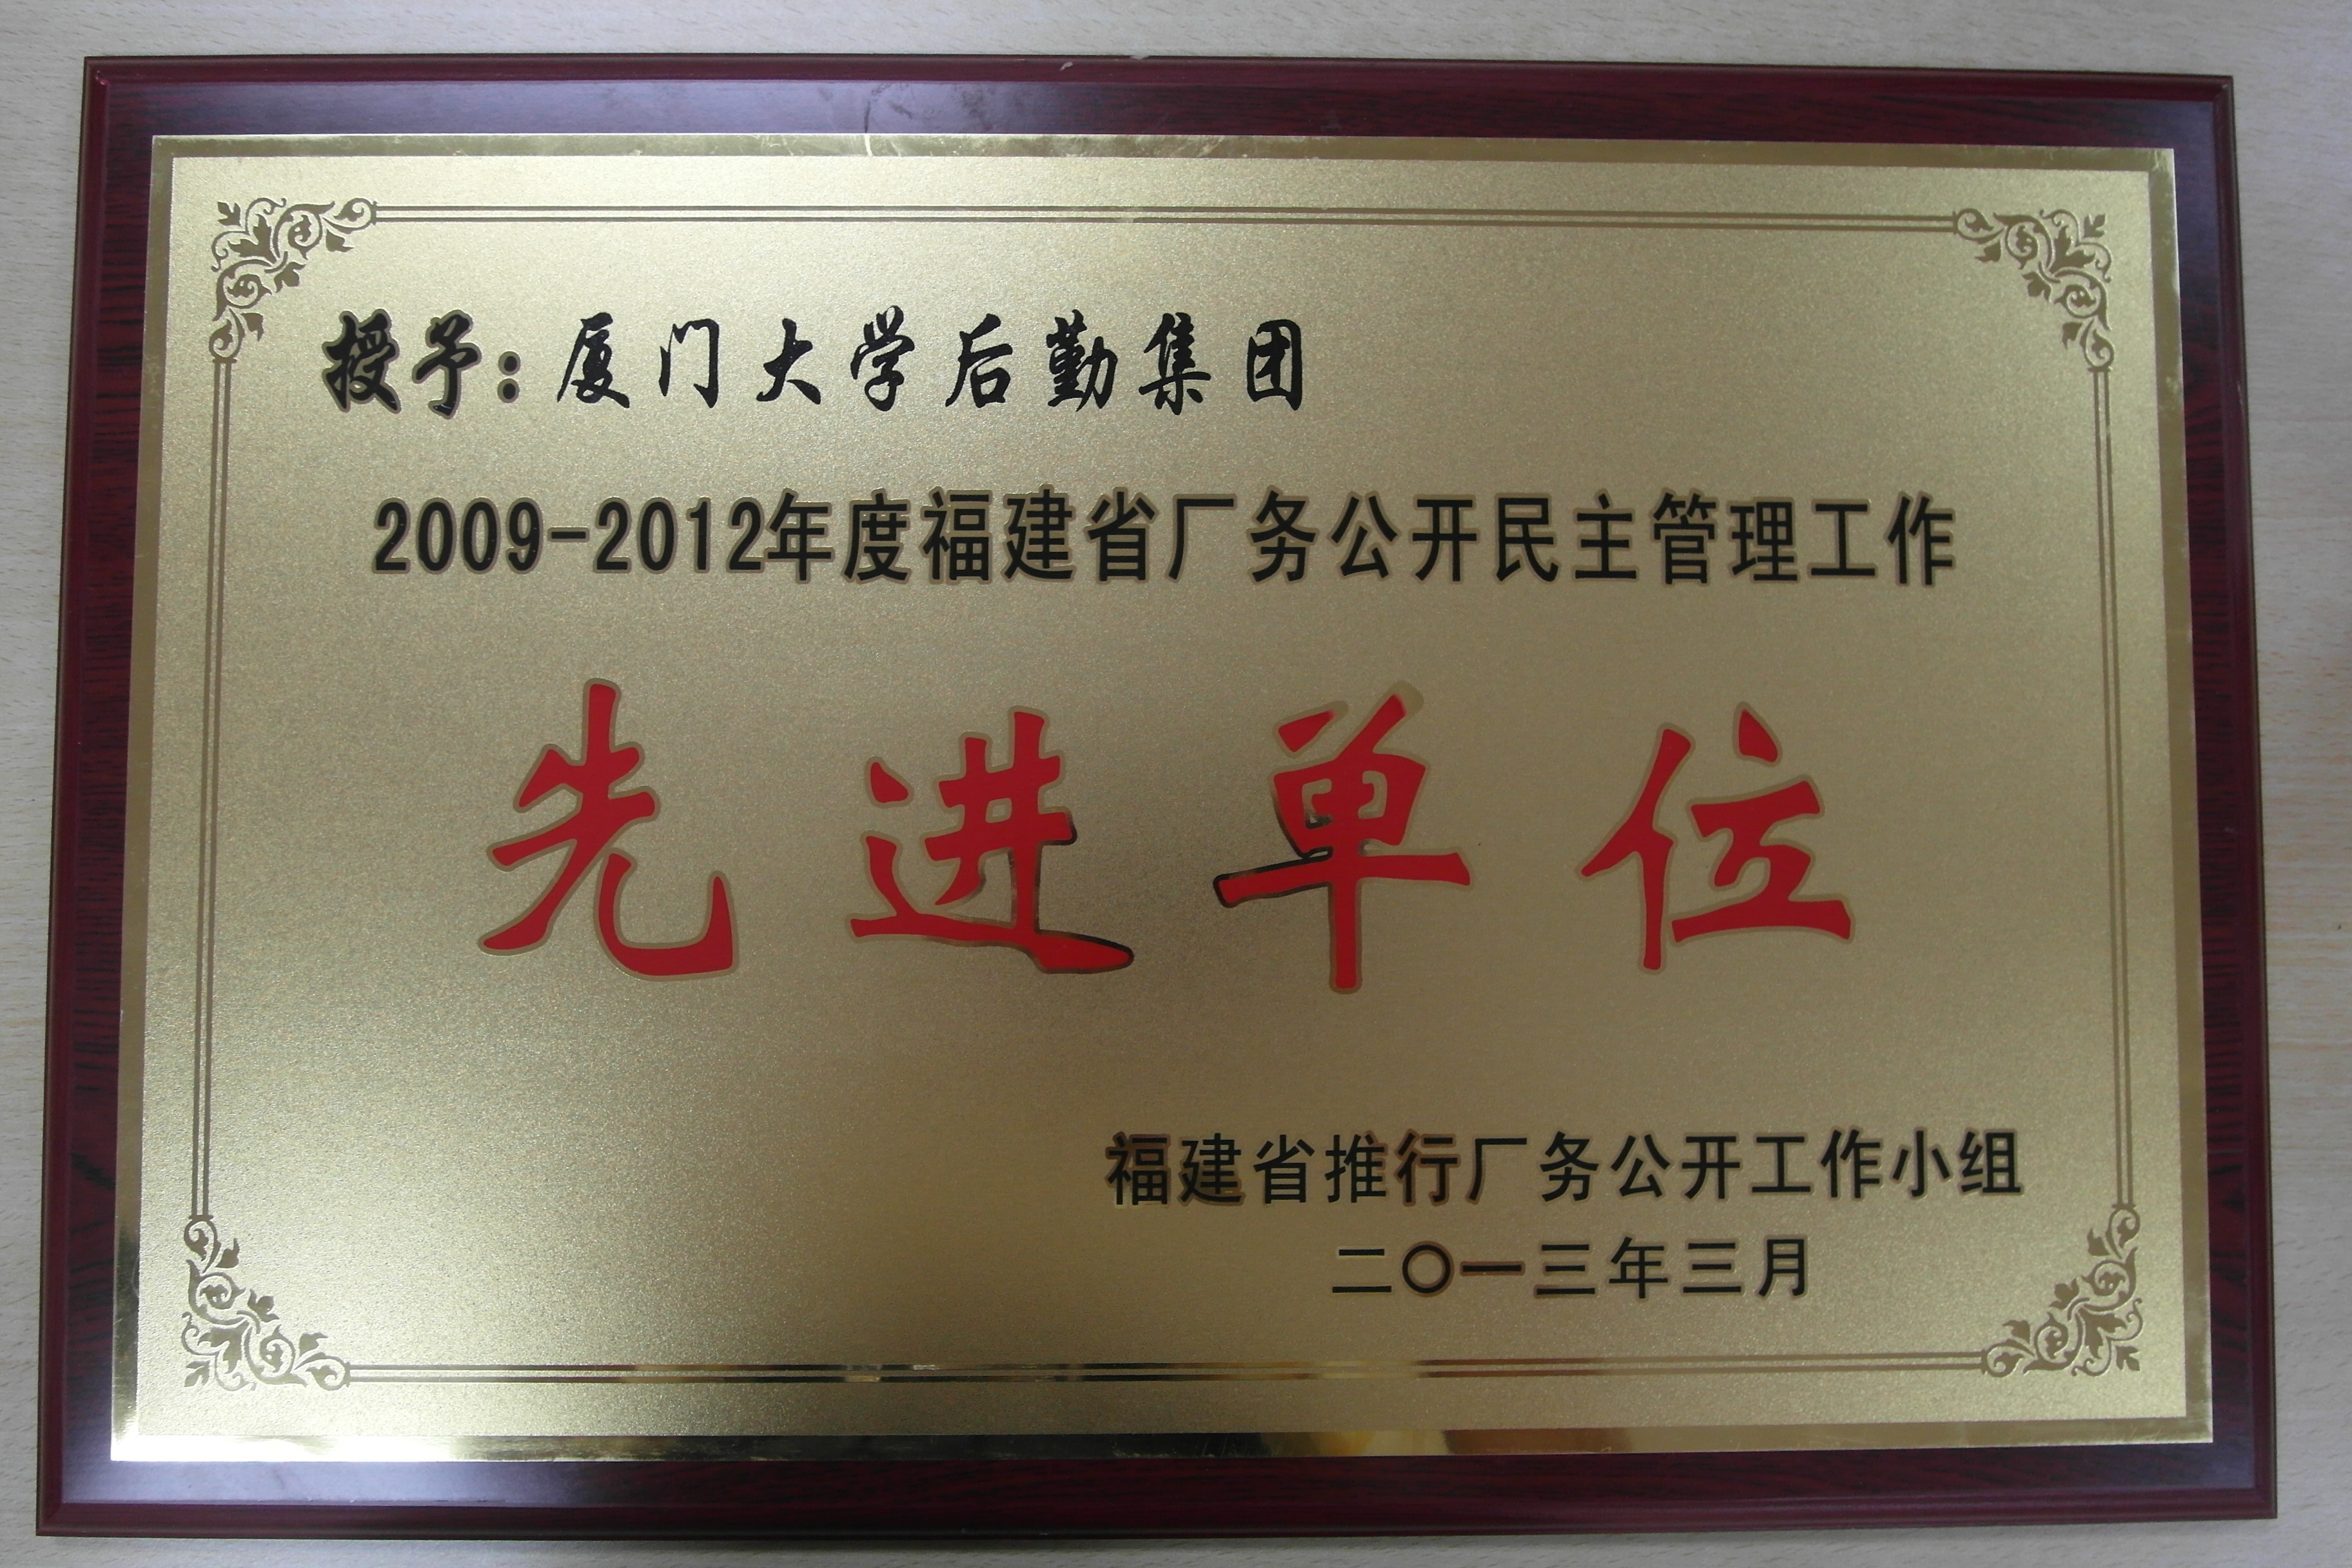 授予：厦门大学后勤集团
2009-2012年度福建省厂务公开民主管理工作
先进单位
福建省推行厂务公开工作小组
二〇一三年三月